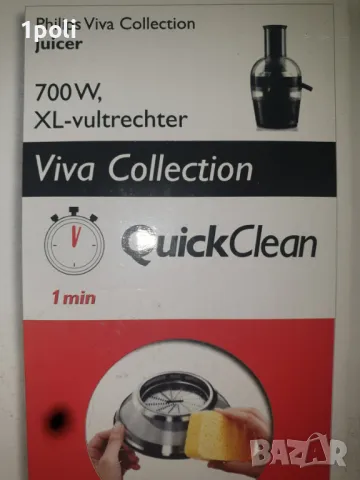 1poli
Philips Viva Collection
juicer
700W,
XL-vultrechter
Viva Collection
V
QuickClean
1 min
BAZAR